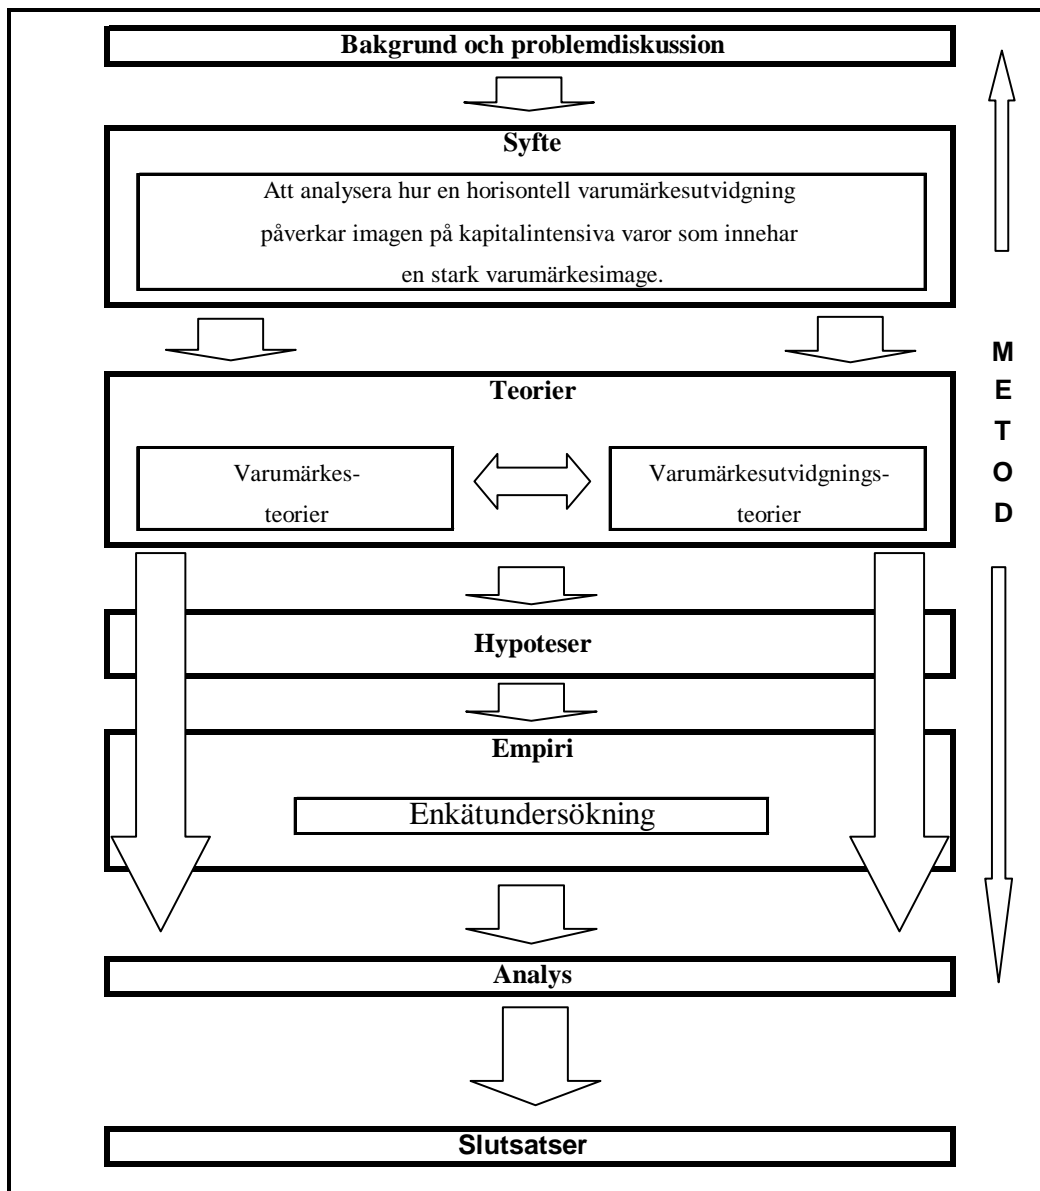 Bakgrund och problemdiskussion
Syfte
Att analysera hur en horisontell varumärkesutvidgning
påverkar imagen på kapitalintensiva varor som innehar
en stark varumärkesimage.
Teorier
Varumärkes-
teorier
Varumärkesutvidgnings-
teorier
Hypoteser
Empiri
Enkätundersökning
Analys
Slutsatser
M
E
T
O
D